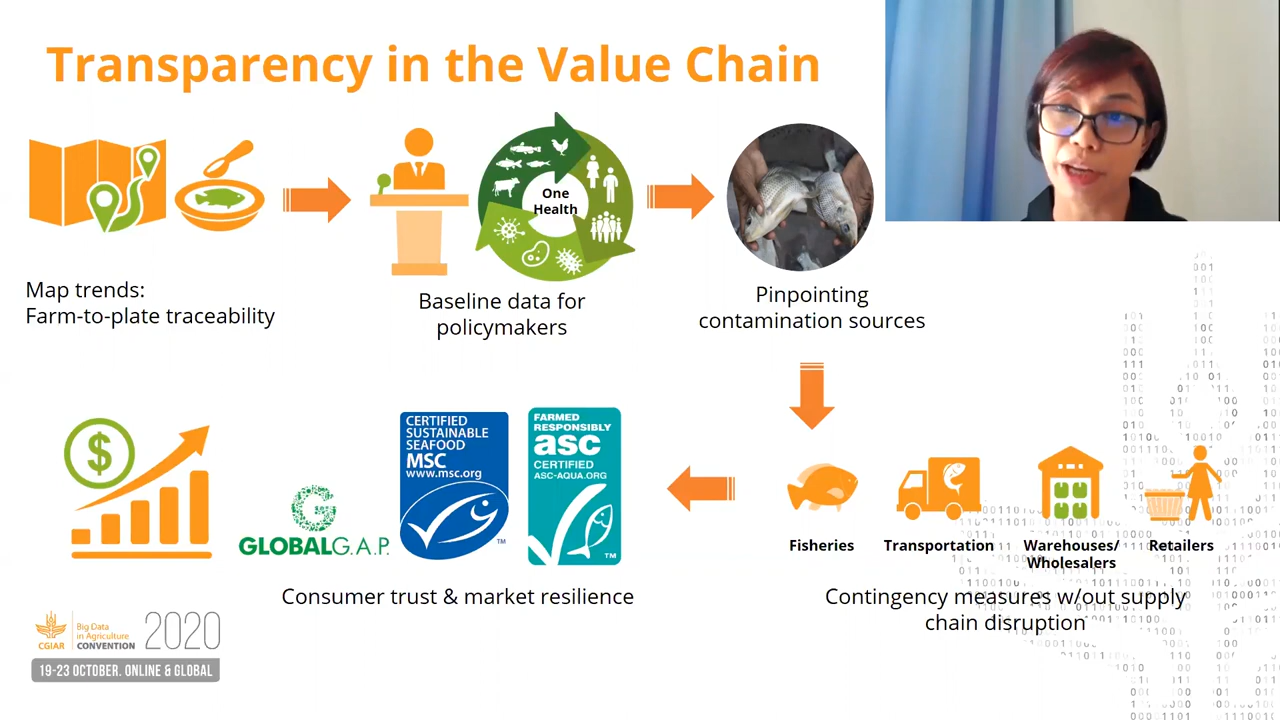 Transparency in the Value Chain
One
Health
Map trends:
Farm-to-plate traceability
Baseline data for
policymakers
Pinpointing
contamination sources
$
GLOBALG.A.P.
CERTIFIED
SUSTAINABLE
SEAFOOD
MSC
www.msc.org
TM
FARMED
RESPONSIBLY
asc
CERTIFIED
ASC-AQUA.ORG
TM
Fisheries
Transportation
Warehouses/
Wholesalers
Retailers
Consumer trust & market resilience
Contingency measures w/out supply
chain disruption
CGIAR
Big Data
in Agriculture
CONVENTION
2020
19-23 OCTOBER. ONLINE & GLOBAL